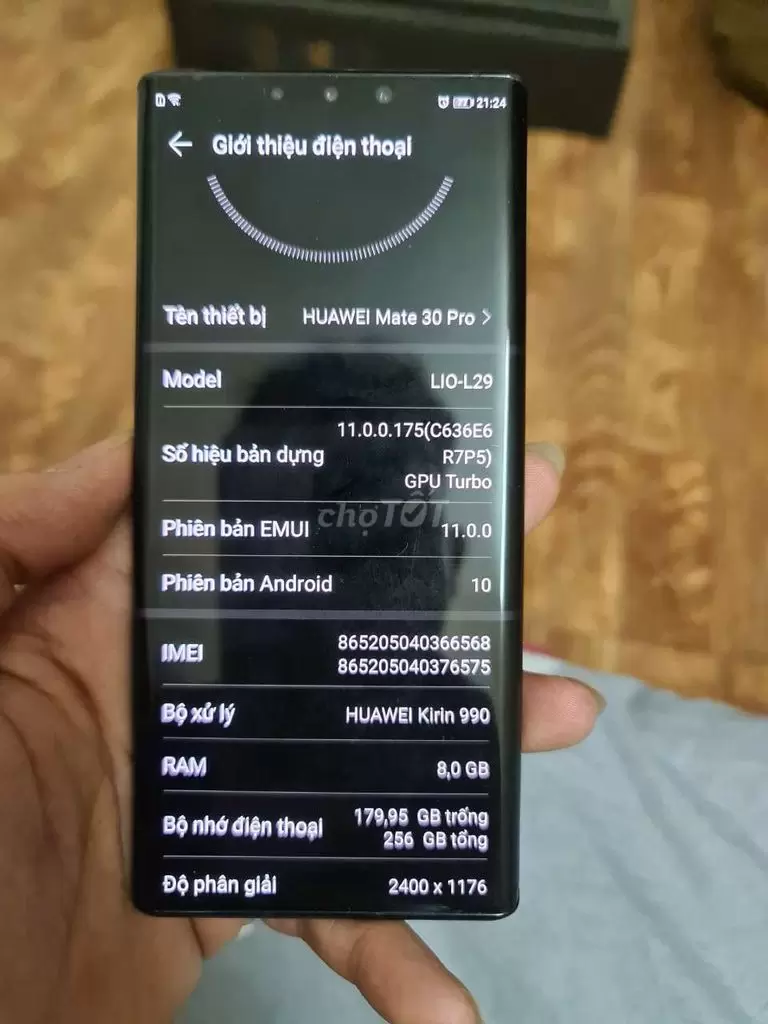 21:24
Giới thiệu điện thoại
Tên thiết bị HUAWEI Mate 30 Pro
Model LIO-L29
11.0.0.175(C636E6
Số hiệu bản dựng R7P5)
GPU Turbo
chợTỐT
Phiên bản EMUI 11.0.0
Phiên bản Android 10
IMEI 865205040366568
865205040376575
Bộ xử lý HUAWEI Kirin 990
RAM 8,0 GB
Bộ nhớ điện thoại 179,95 GB trống
256 GB tổng
Độ phân giải 2400 x 1176